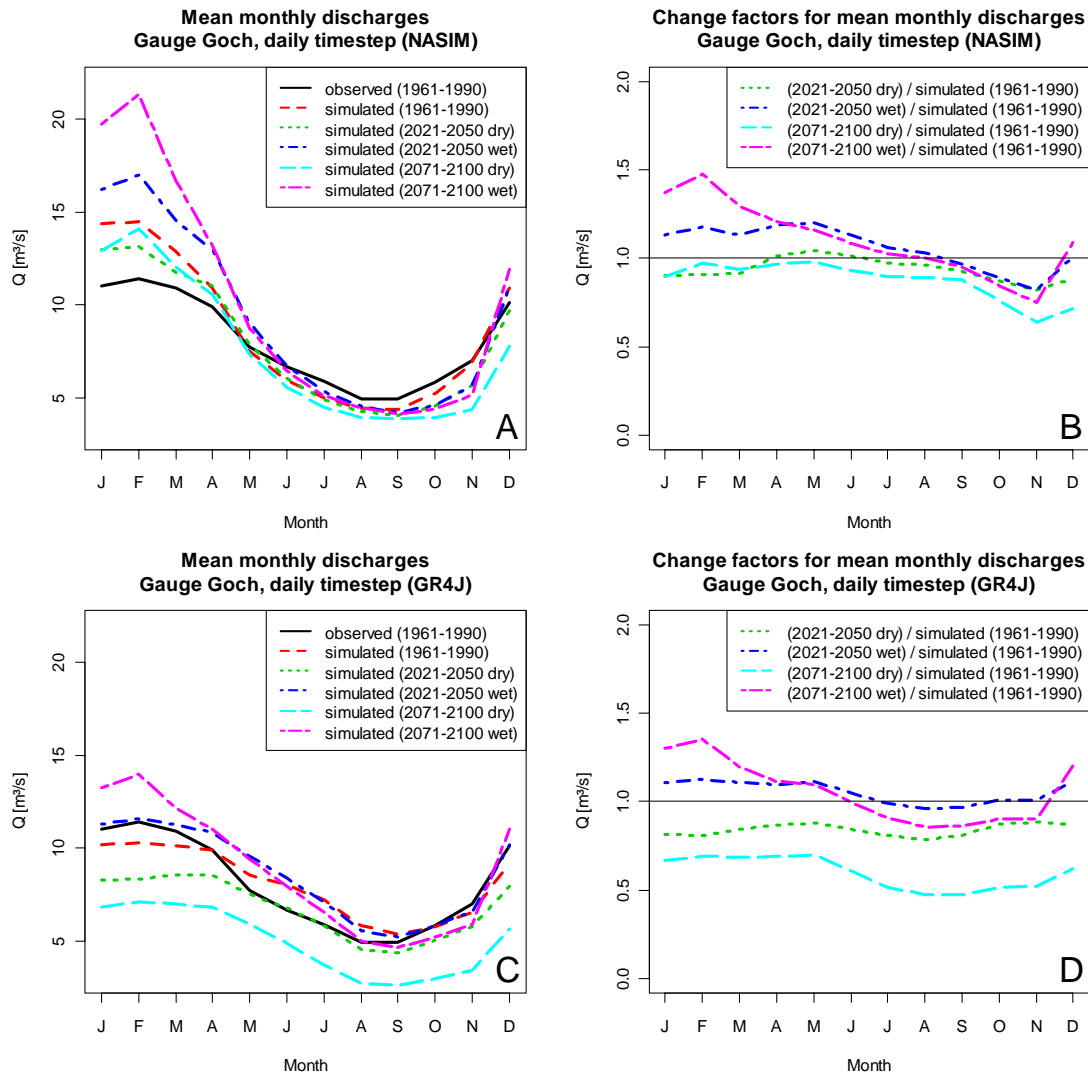 Mean monthly discharges
Gauge Goch, daily timestep (NASIM)
Q [m³/s]
20
15
10
5
observed (1961-1990)
simulated (1961-1990)
simulated (2021-2050 dry)
simulated (2021-2050 wet)
simulated (2071-2100 dry)
simulated (2071-2100 wet)
A
J F M A M J J A S O N D
Month
Change factors for mean monthly discharges
Gauge Goch, daily timestep (NASIM)
Q [m³/s]
2.0
1.5
1.0
0.5
0.0
(2021-2050 dry) / simulated (1961-1990)
(2021-2050 wet) / simulated (1961-1990)
(2071-2100 dry) / simulated (1961-1990)
(2071-2100 wet) / simulated (1961-1990)
B
J F M A M J J A S O N D
Month
Mean monthly discharges
Gauge Goch, daily timestep (GR4J)
Q [m³/s]
20
15
10
5
observed (1961-1990)
simulated (1961-1990)
simulated (2021-2050 dry)
simulated (2021-2050 wet)
simulated (2071-2100 dry)
simulated (2071-2100 wet)
C
J F M A M J J A S O N D
Month
Change factors for mean monthly discharges
Gauge Goch, daily timestep (GR4J)
Q [m³/s]
2.0
1.5
1.0
0.5
0.0
(2021-2050 dry) / simulated (1961-1990)
(2021-2050 wet) / simulated (1961-1990)
(2071-2100 dry) / simulated (1961-1990)
(2071-2100 wet) / simulated (1961-1990)
D
J F M A M J J A S O N D
Month